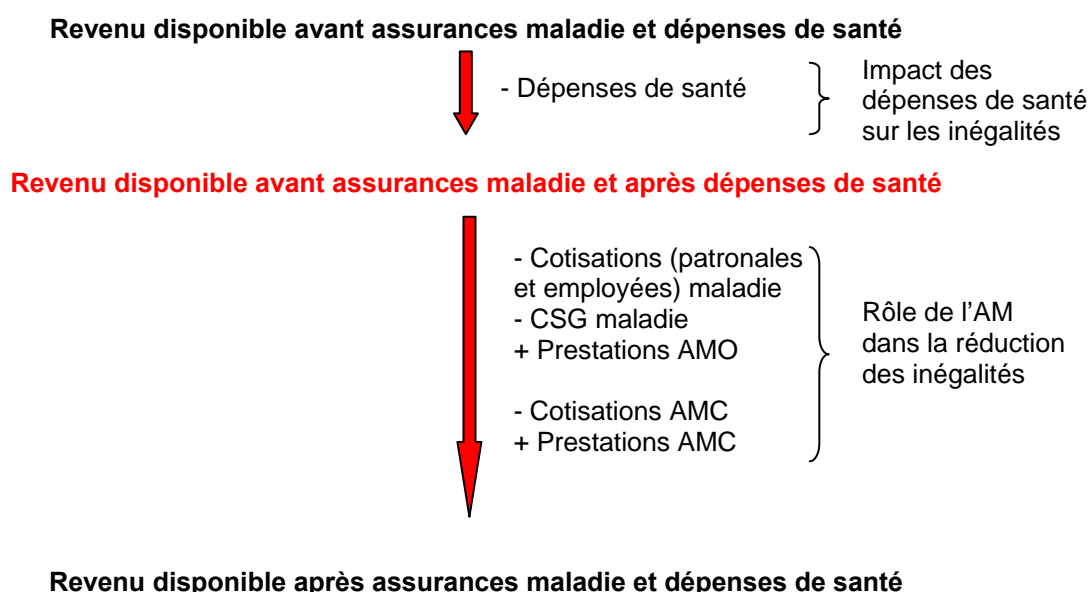 Revenu disponible avant assurances maladie et dépenses de santé
- Dépenses de santé
Impact des
dépenses de santé
sur les inégalités
Revenu disponible avant assurances maladie et après dépenses de santé
- Cotisations (patronales
et employées) maladie
- CSG maladie
+ Prestations AMO
- Cotisations AMC
+ Prestations AMC
Rôle de l’AM
dans la réduction
des inégalités
Revenu disponible après assurances maladie et dépenses de santé